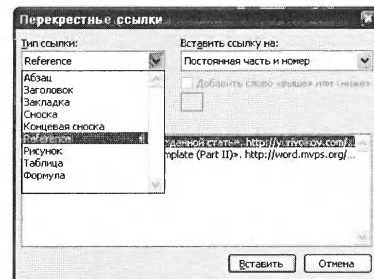 Перекрестные ссылки
Тип ссылки:
Вставить ссылку на:
Reference
Постоянная часть и номер
Абзац
Заголовок
Закладка
Сноска
Концевая сноска
Reference
Рисунок
Таблица
Формула
Добавить слово «выше» или «ниже»
данной статье. http://
mplate (Part II)». http://word.mvps.org/...
Вставить
Отмена